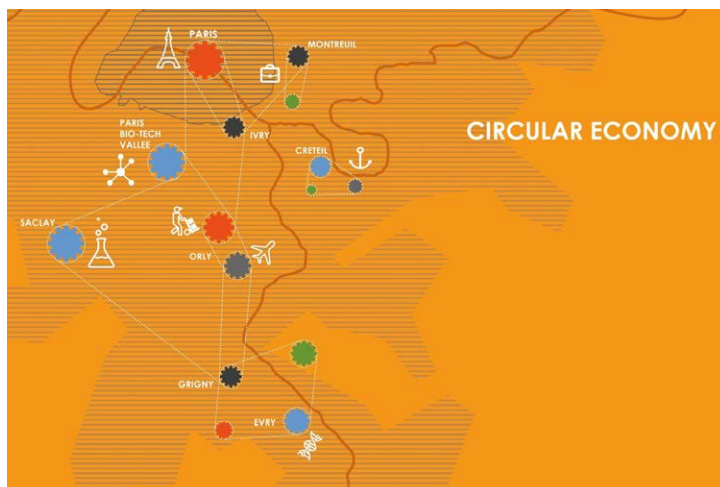 PARIS
MONTREUIL
IVRY
PARIS
BIO-TECH
VALLEE
CIRCULAR ECONOMY
CRETEIL
SACLAY
ORLY
GRIGNY
EVRY